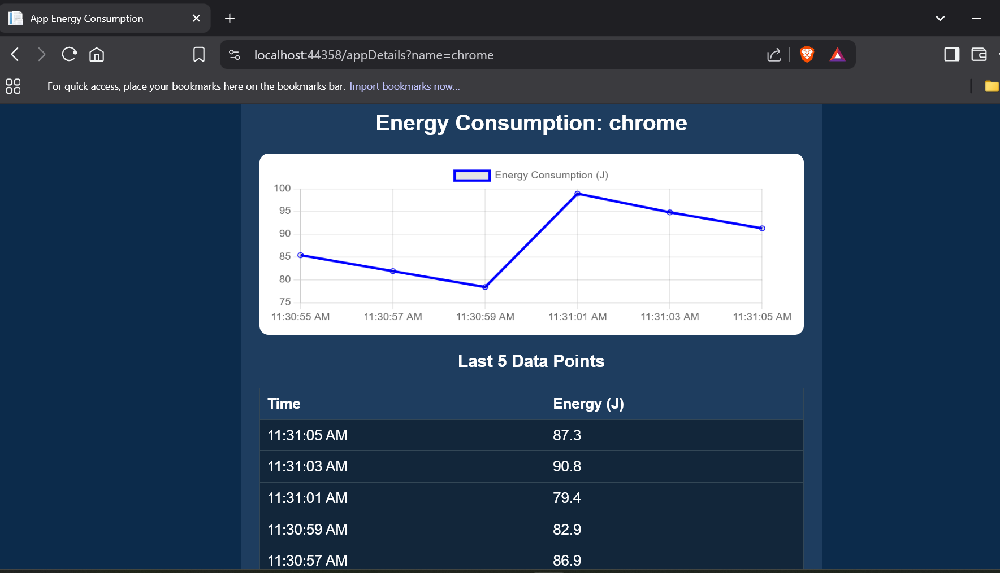 App Energy Consumption
localhost:44358/appDetails?name=chrome
For quick access, place your bookmarks here on the bookmarks bar. Import bookmarks now...
Energy Consumption: chrome
Energy Consumption (J)
100
95
90
85
80
75
11:30:55 AM 11:30:57 AM 11:30:59 AM 11:31:01 AM 11:31:03 AM 11:31:05 AM
Last 5 Data Points
Time Energy (J)
11:31:05 AM 87.3
11:31:03 AM 90.8
11:31:01 AM 79.4
11:30:59 AM 82.9
11:30:57 AM 86.9